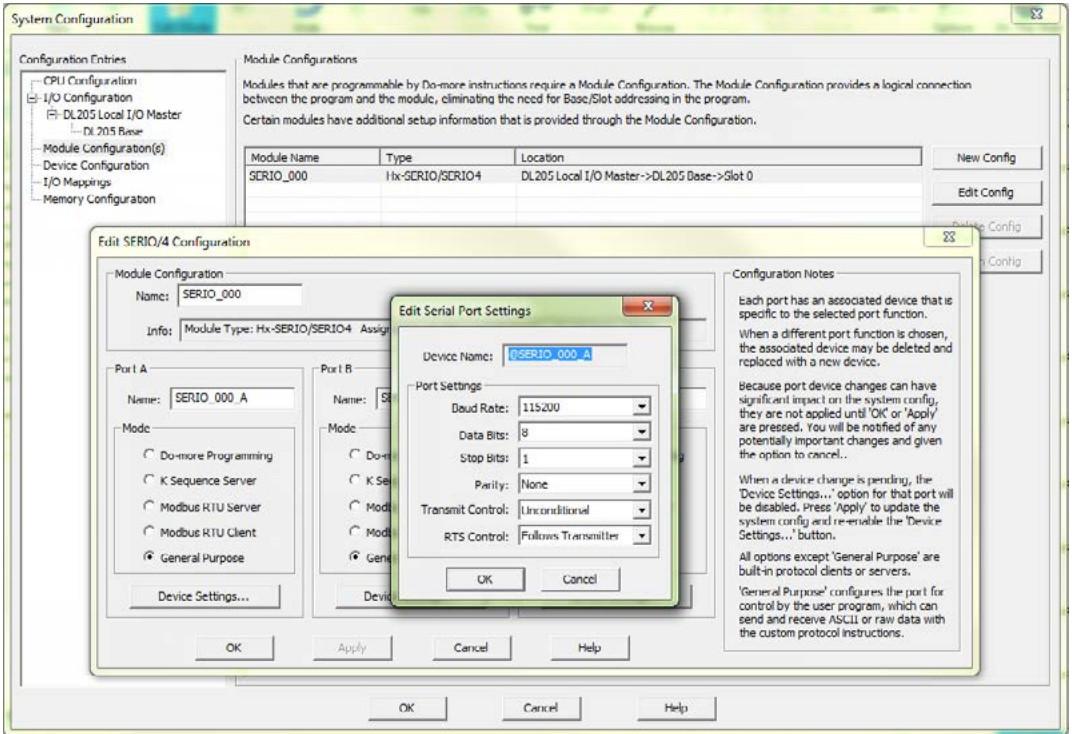 System Configuration
Configuration Entries
CPU Configuration
I/O Configuration
DL205 Local I/O Master
DL205 Base
Module Configuration(s)
Device Configuration
I/O Mappings
Memory Configuration
Module Configurations
Modules that are programmable by Do-more instructions require a Module Configuration. The Module Configuration provides a logical connection
between the program and the module, eliminating the need for Base/Slot addressing in the program.
Certain modules have additional setup information that is provided through the Module Configuration.
Module Name Type Location
SERIO_000 Hx-SERIO/SERIO4 DL205 Local I/O Master->DL205 Base->Slot 0
New Config
Edit Config
Config
Config
Edit SERIO/4 Configuration
Module Configuration
Name: SERIO_000
Info: Module Type: Hx-SERIO/SERIO4
Port A
Name: SERIO_000_A
Mode
Do-more Programming
K Sequence Server
Modbus RTU Server
Modbus RTU Client
General Purpose
Device Settings...
Port B
Name:
Mode
OK
Apply
Cancel
Help
Edit Serial Port Settings
Device Name: @SERIO_000_A
Port Settings
Baud Rate: 115200
Data Bits: 8
Stop Bits: 1
Parity: None
Transmit Control: Unconditional
RTS Control: Follows Transmitter
OK Cancel
Configuration Notes
Each port has an associated device that is
specific to the selected port function.
When a different port function is chosen,
the associated device may be deleted and
replaced with a new device.
Because port device changes can have
significant impact on the system config,
they are not applied until 'OK' or 'Apply'
are pressed. You will be notified of any
potentially important changes and given
the option to cancel..
When a device change is pending, the
'Device Settings...' option for that port will
be disabled. Press 'Apply' to update the
system config and re-enable the 'Device
Settings...' button.
All options except 'General Purpose' are
built-in protocol clients or servers.
'General Purpose' configures the port for
control by the user program, which can
send and receive ASCII or raw data with
the custom protocol instructions.
OK Cancel Help